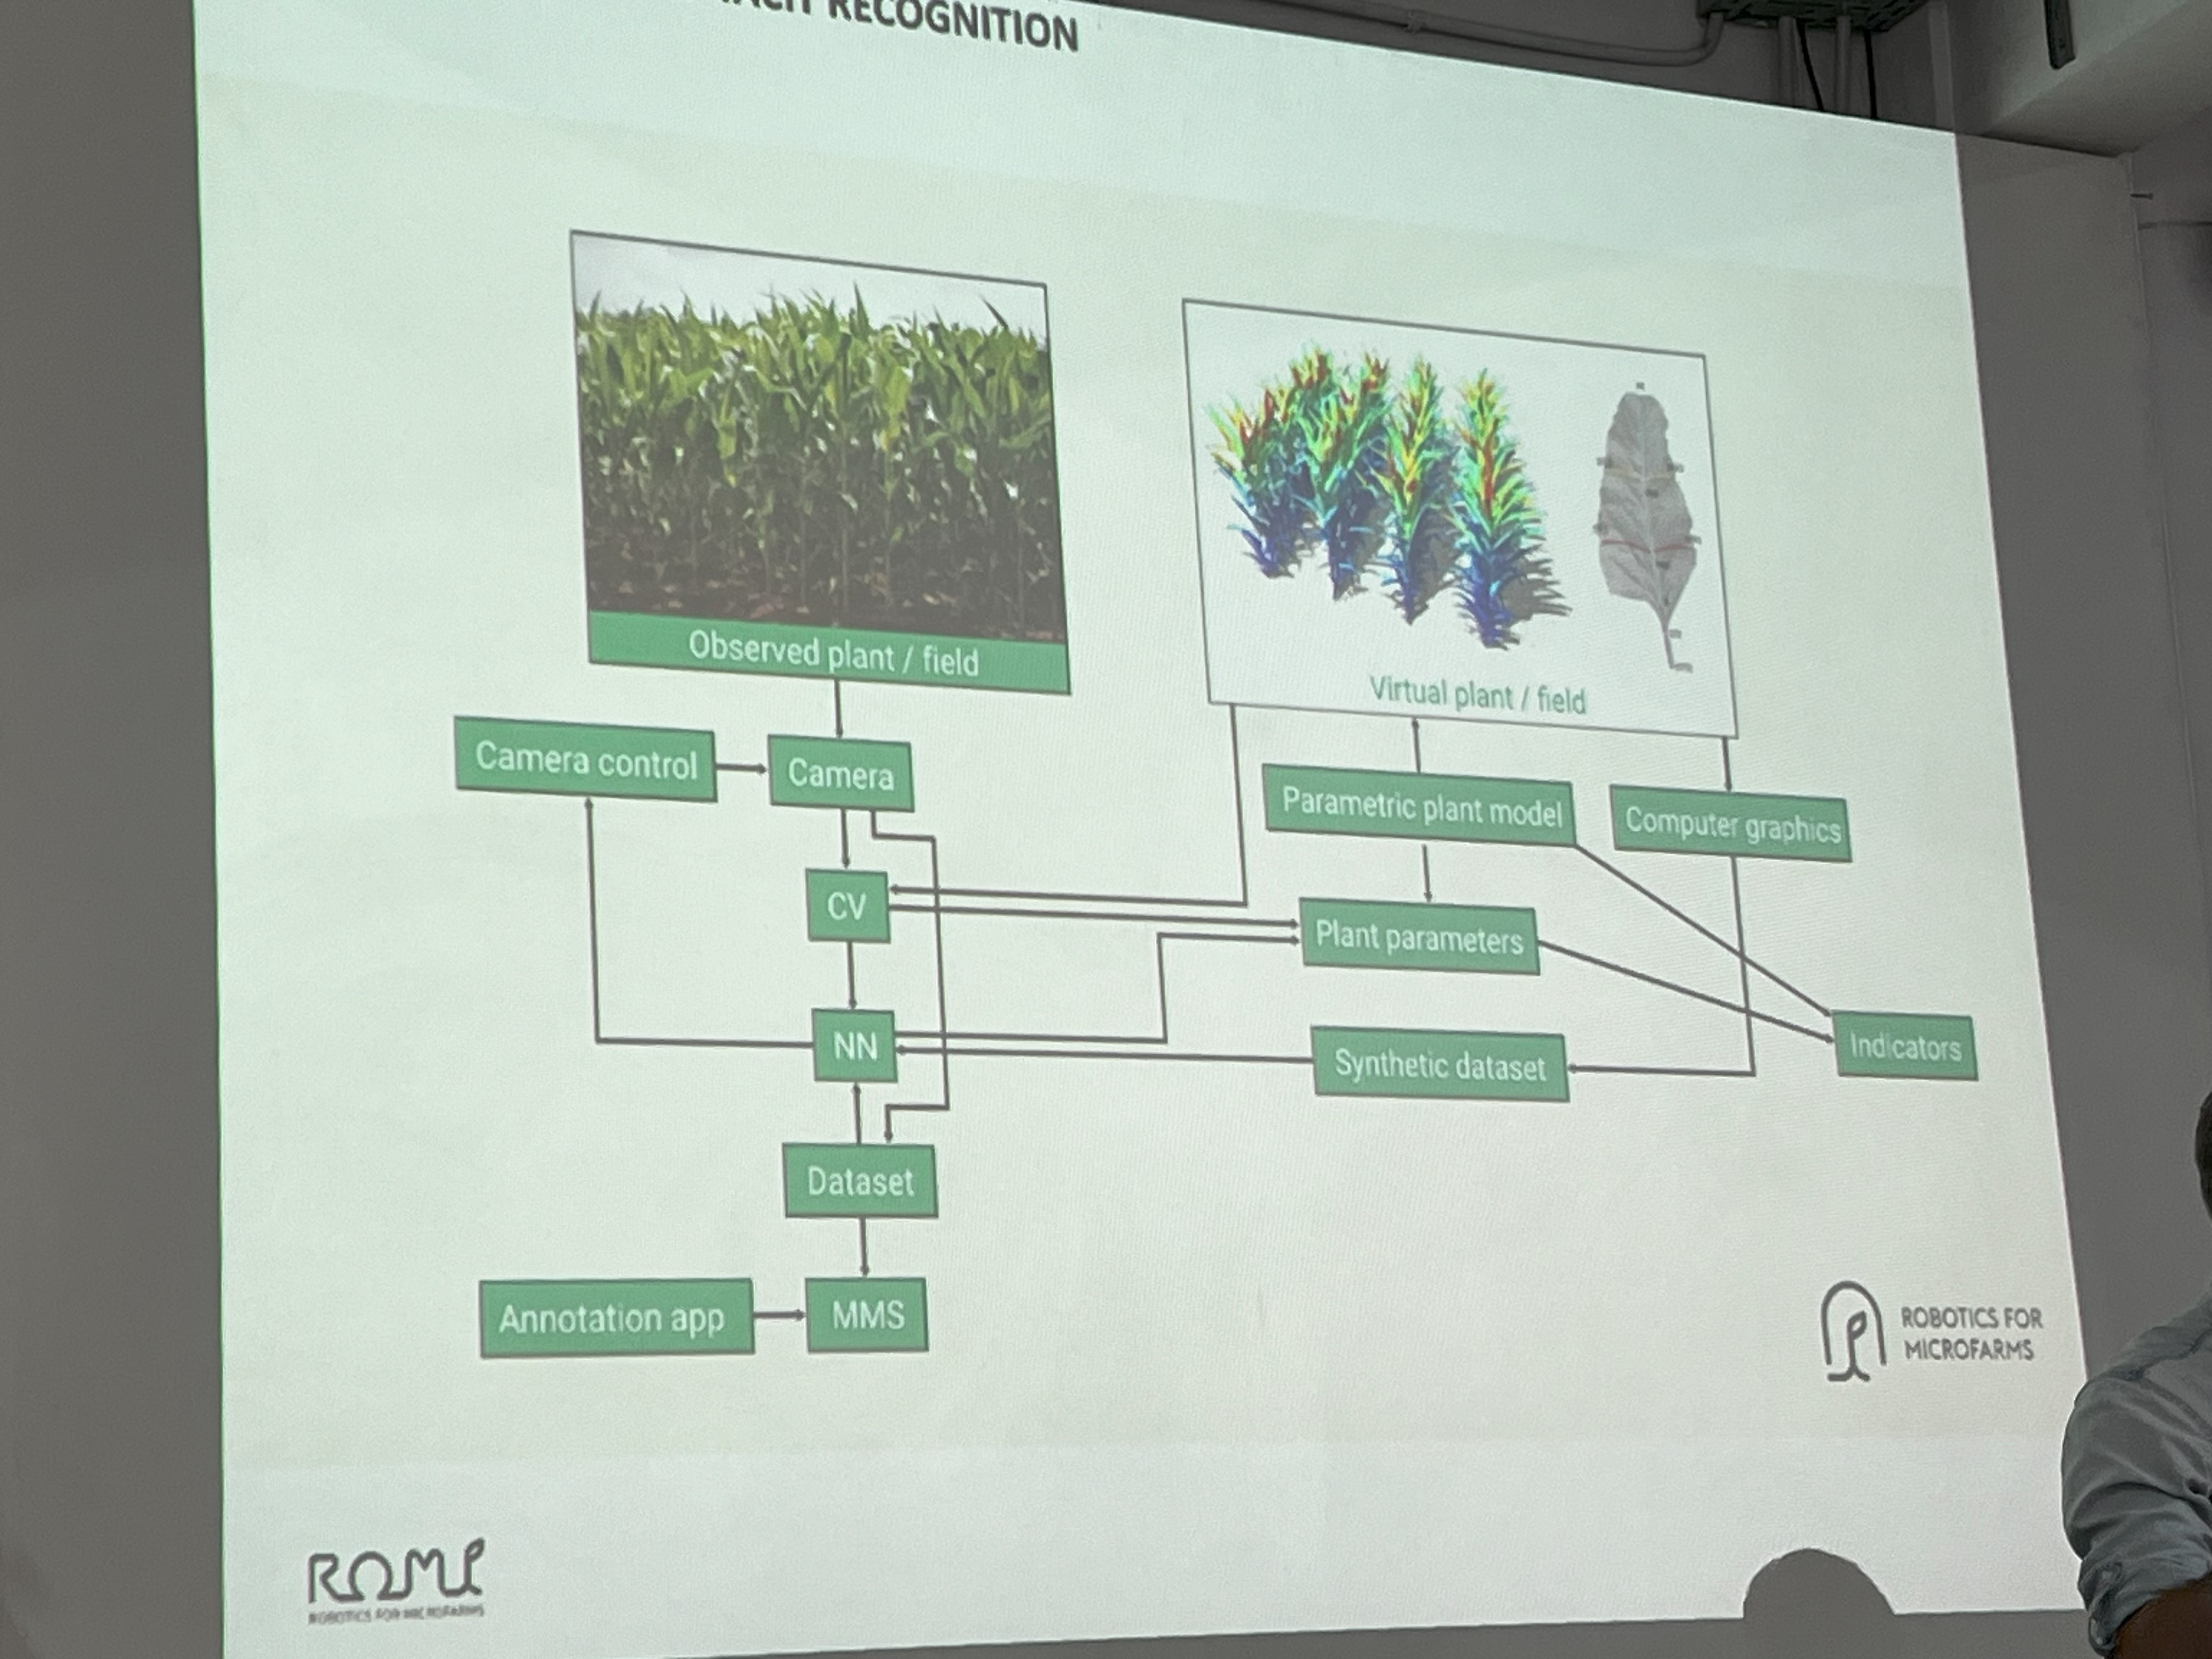 RECOGNITION
Observed plant / field
Virtual plant / field
Camera control
Camera
Parametric plant model
Computer graphics
CV
Plant parameters
NN
Synthetic dataset
Indicators
Dataset
Annotation app
MMS
ROBOTICS FOR
MICROFARMS
ROMI
ROBOTICS FOR MICROFARMS